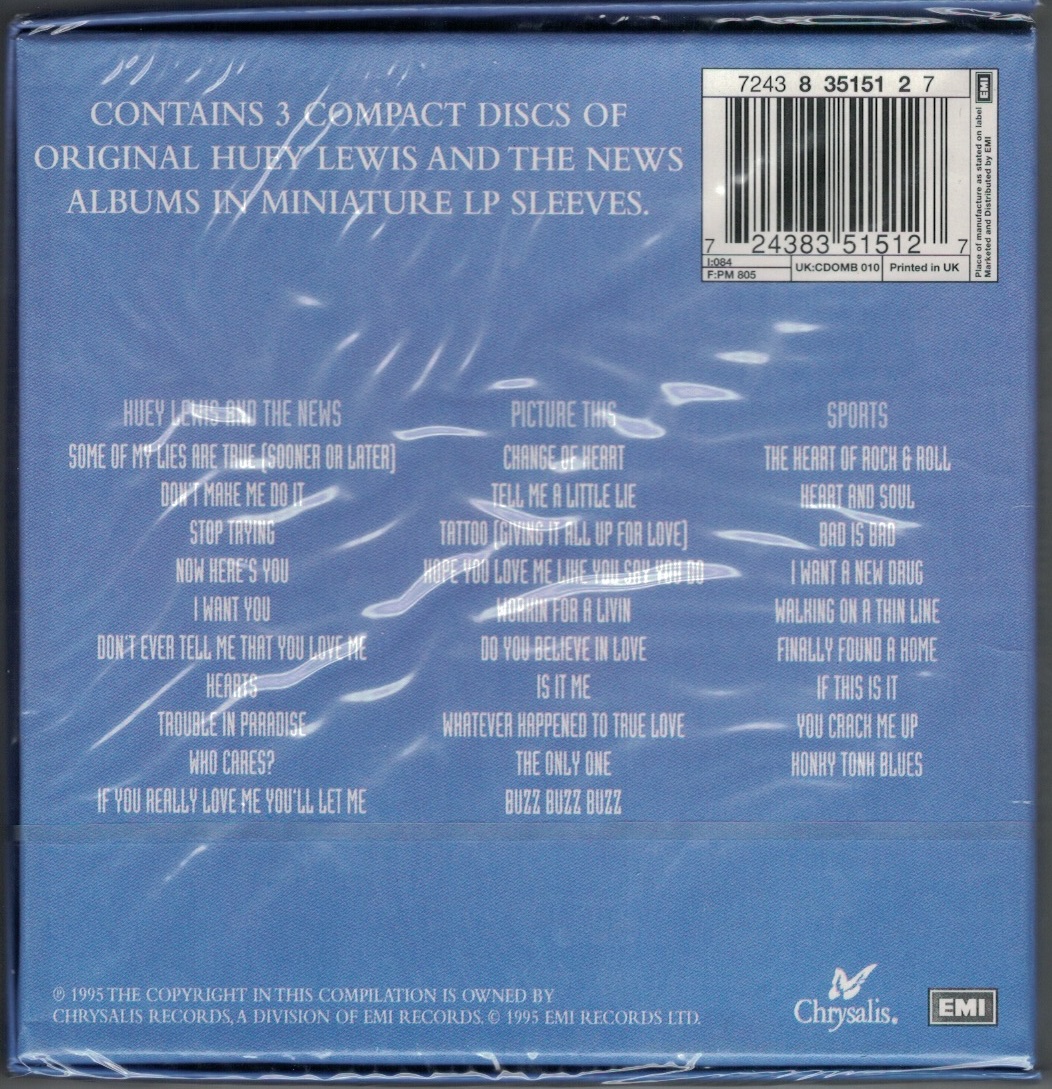 CONTAINS 3 COMPACT DISCS OF
ORIGINAL HUEY LEWIS AND THE NEWS
ALBUMS IN MINIATURE LP SLEEVES.
7243 8 35151 2 7
7 24383 51512 7
I:084
F:PM 805
UK:CDOMB 010
Printed in UK
EMI
Place of manufacture as stated on label
Marketed and Distributed by EMI
HUEY LEWIS AND THE NEWS
SOME OF MY LIES ARE TRUE (SOONER OR LATER)
DON'T MAKE ME DO IT
STOP TRYING
NOW HERE'S YOU
I WANT YOU
DON'T EVER TELL ME THAT YOU LOVE ME
HEARTS
TROUBLE IN PARADISE
WHO CARES?
IF YOU REALLY LOVE ME YOU'LL LET ME
PICTURE THIS
CHANGE OF HEART
TELL ME A LITTLE LIE
TATTOO (GIVING IT ALL UP FOR LOVE)
HOPE YOU LOVE ME LIKE YOU SAY YOU DO
WORKIN FOR A LIVIN
DO YOU BELIEVE IN LOVE
IS IT ME
WHATEVER HAPPENED TO TRUE LOVE
THE ONLY ONE
BUZZ BUZZ BUZZ
SPORTS
THE HEART OF ROCK & ROLL
HEART AND SOUL
BAD IS BAD
I WANT A NEW DRUG
WALKING ON A THIN LINE
FINALLY FOUND A HOME
IF THIS IS IT
YOU CRACK ME UP
HONKY TONK BLUES
℗ 1995 THE COPYRIGHT IN THIS COMPILATION IS OWNED BY
CHRYSALIS RECORDS, A DIVISION OF EMI RECORDS. © 1995 EMI RECORDS LTD.
Chrysalis.
EMI